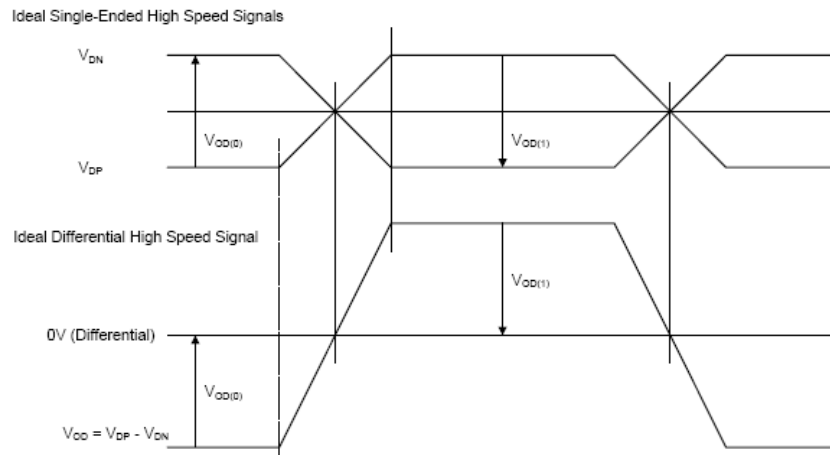 Ideal Single-Ended High Speed Signals
VDN
VOD(0)
VOD(1)
VDP
Ideal Differential High Speed Signal
VOD(1)
0V (Differential)
VOD(0)
VOD = VDP - VDN